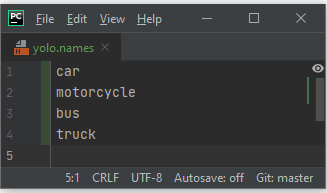 PC File Edit View Navigate
yolo.names
1 car
2 motorcycle
3 bus
4 truck
5
5:1 CRLF UTF-8 Autosave: off Git: master